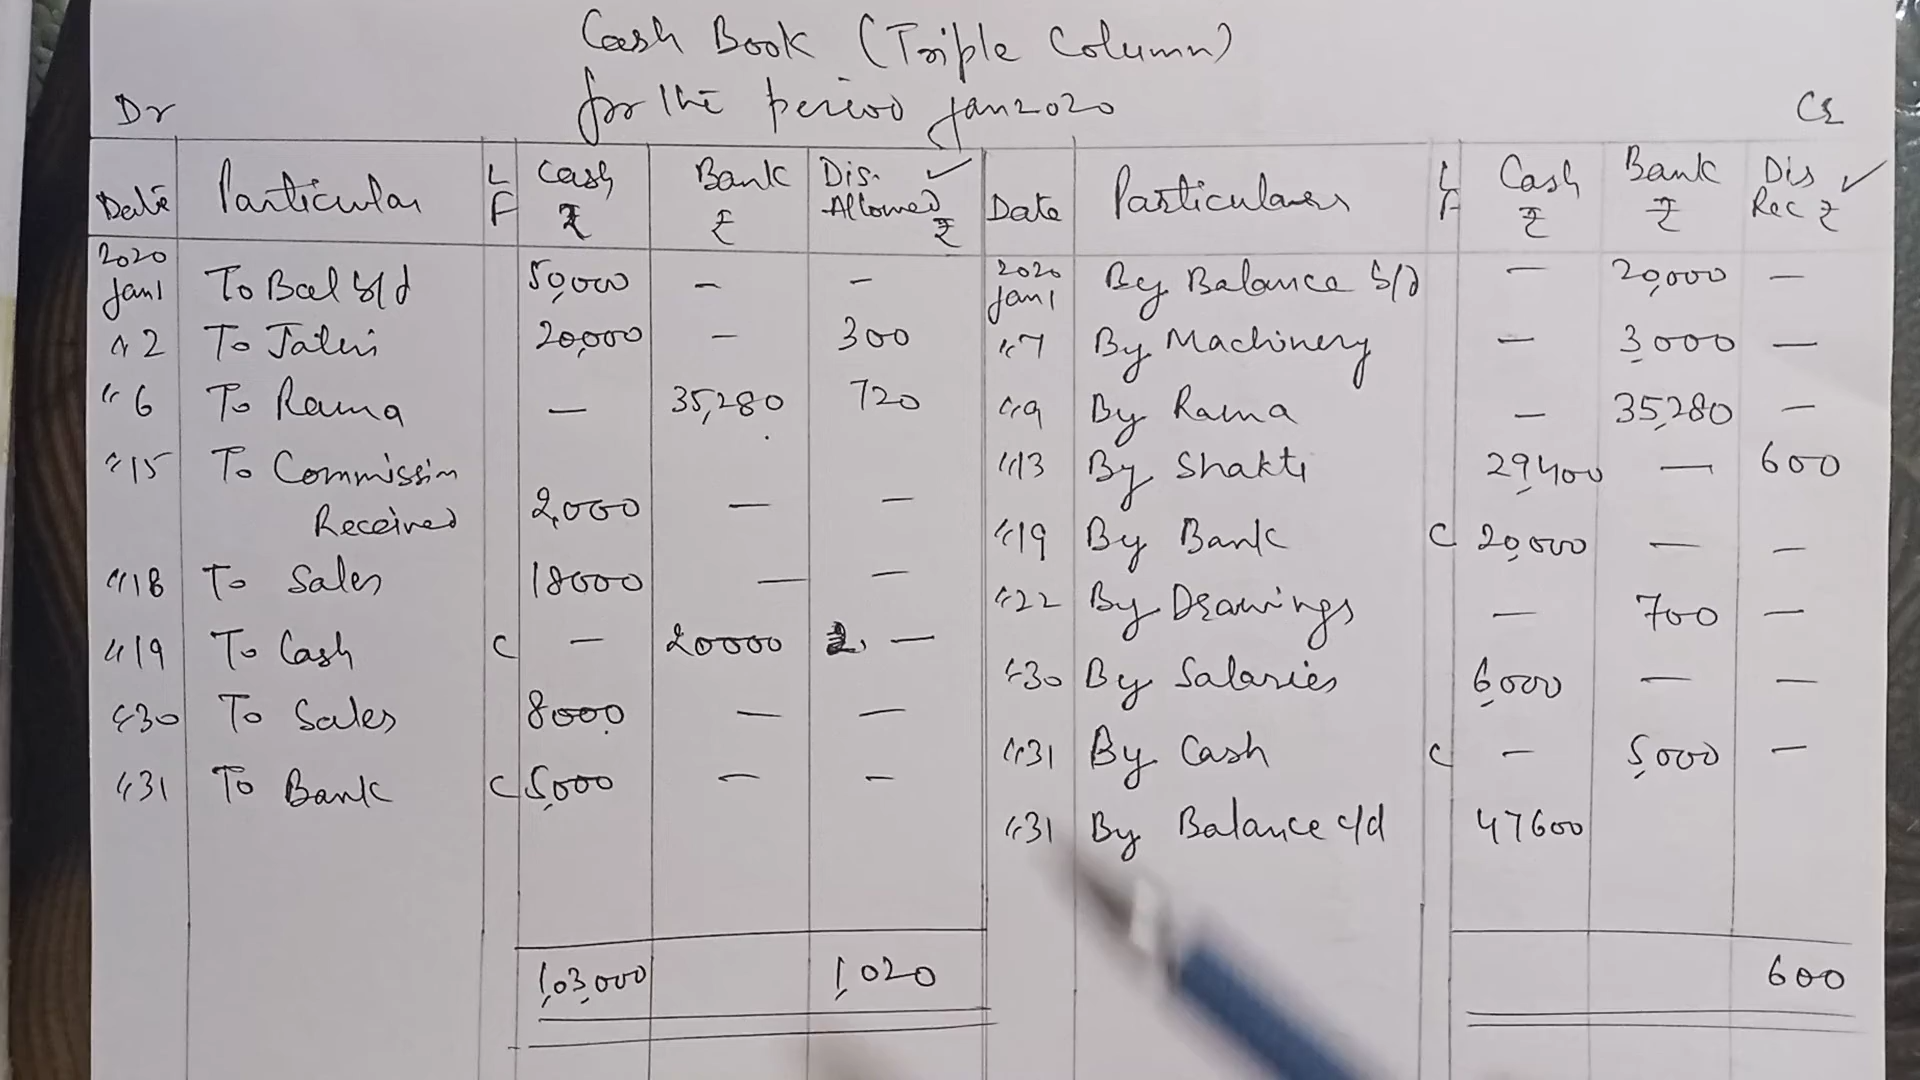 Cash Book (Triple Column)
for the period Jan 2020
Dr
Cr
Date Particular LF Cash ₹ Bank ₹ Dis. Allowed ₹ ✓ Date Particulars LF Cash ₹ Bank ₹ Dis Rec ₹ ✓
2020 Jan 1 To Bal b/d 50,000 — — 2020 Jan 1 By Balance b/d — 20,000 —
"2 To Jatin 20,000 — 300 "7 By Machinery — 3,000 —
"6 To Rama — 35,280 720 "9 By Rama — 35,280 —
"15 To Commission "13 By Shakti 29,400 — 600
Received 2,000 — —
"19 By Bank C 20,000 — —
"18 To Sales 18000 — — "22 By Drawings — 700 —
"19 To Cash C — 20000 — "30 By Salaries 6,000 — —
"30 To Sales 8000 — — "31 By Cash C — 5,000 —
"31 To Bank C 5,000 — — "31 By Balance c/d 47600
1,03,000 1,020 600